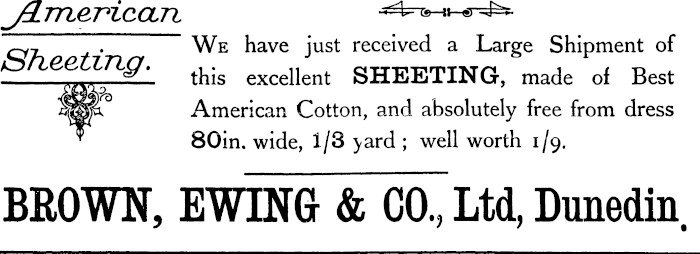 American
Sheeting.
WE have just received a Large Shipment of
this excellent SHEETING, made of Best
American Cotton, and absolutely free from dress
80in. wide, 1/3 yard ; well worth 1/9.
BROWN, EWING & CO., Ltd, Dunedin.